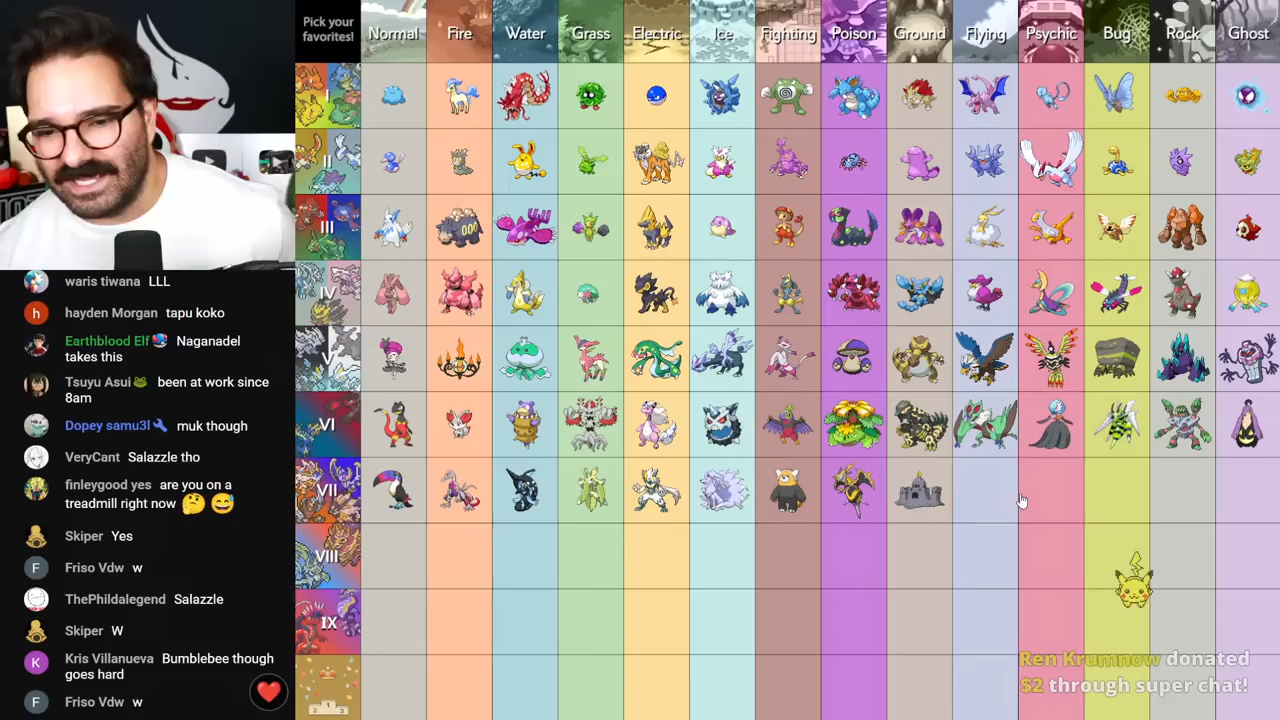 Pick your
favorites!
Normal
Fire
Water
Grass
Electric
Ice
Fighting
Poison
Ground
Flying
Psychic
Bug
Rock
Ghost
I
II
III
IV
V
VI
VII
VIII
IX
2 1 3
waris tiwana LLL
hayden Morgan tapu koko
Earthblood Elf Naganadel
takes this
Tsuyu Asui🐸 been at work since
8am
Dopey samu3l muk though
VeryCant Salazzle tho
finleygood yes are you on a
treadmill right now 🤔 😅
Skiper Yes
Friso Vdw w
ThePhildalegend Salazzle
Skiper W
Kris Villanueva Bumblebee though
goes hard
Friso Vdw w
h
F
K
F
Ren Krumnow donated
$2 through super chat!